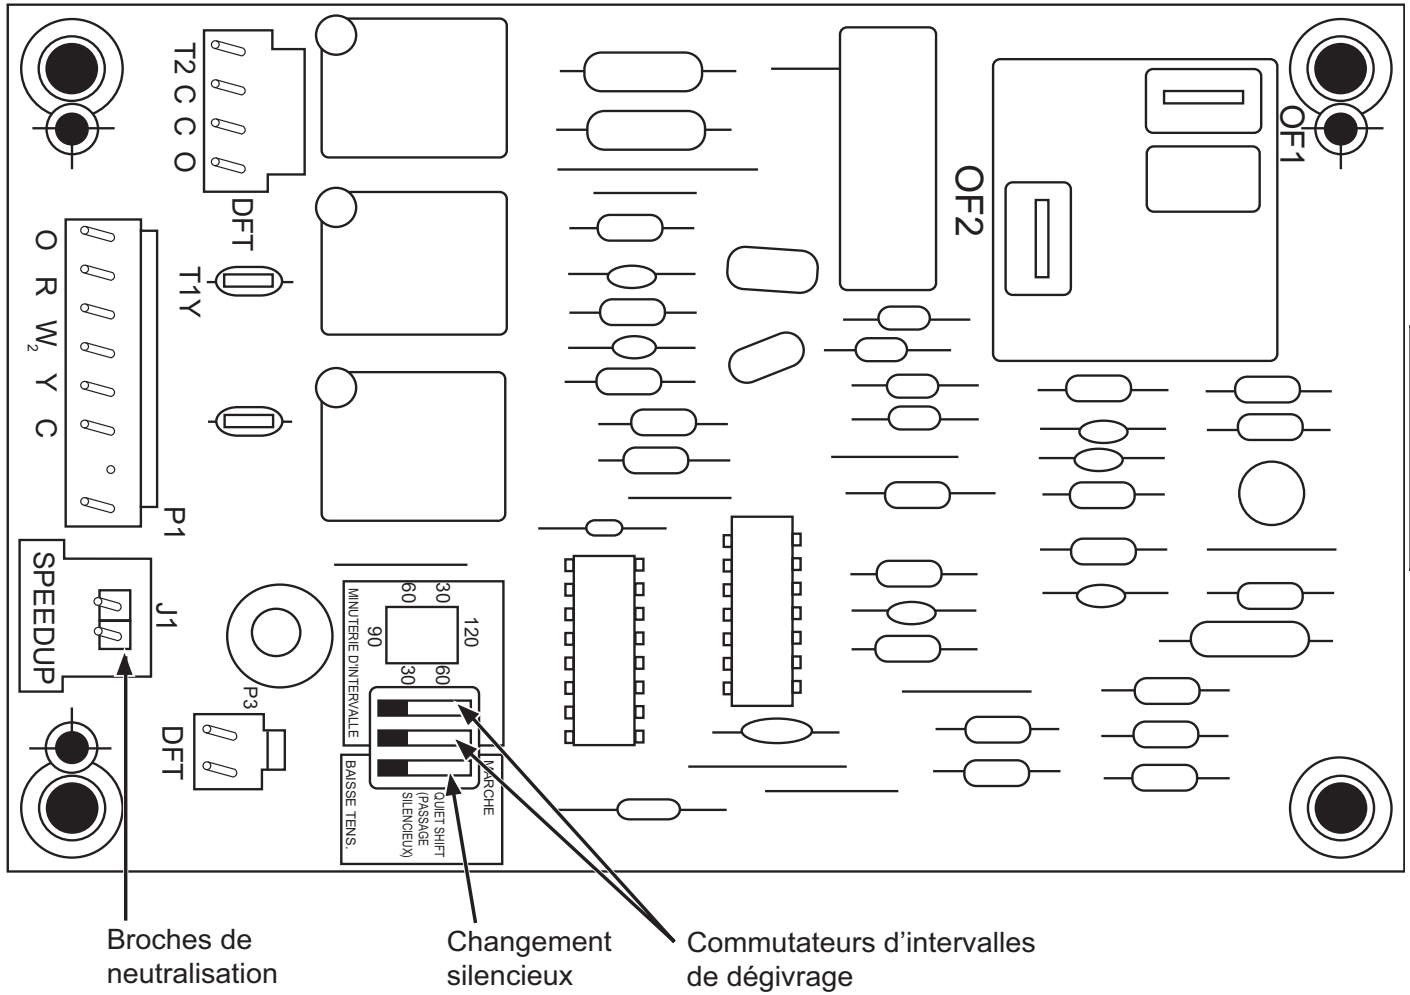 T2 C C O
DFT
O R W2 Y C
T1Y
P1
OF2
OF1
SPEEDUP
J1
P3
DFT
MINUTERIE D'INTERVALLE
60
30
90
120
30
60
BAISSE TENS.
MARCHE
QUIET SHIFT
(PASSAGE
SILENCIEUX)
Broches de
neutralisation
Changement
silencieux
Commutateurs d'intervalles
de dégivrage